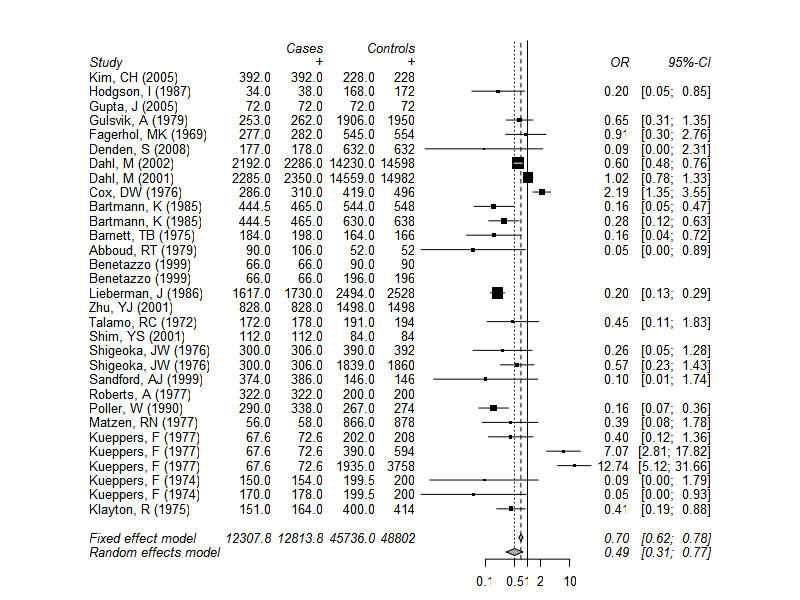 Cases Controls
Study + + OR 95%-CI
Kim, CH (2005) 392.0 392.0 228.0 228
Hodgson, I (1987) 34.0 38.0 168.0 172 0.20 [0.05; 0.85]
Gupta, J (2005) 72.0 72.0 72.0 72
Gulsvik, A (1979) 253.0 262.0 1906.0 1950 0.65 [0.31; 1.35]
Fagerhol, MK (1969) 277.0 282.0 545.0 554 0.91 [0.30; 2.76]
Denden, S (2008) 177.0 178.0 632.0 632 0.09 [0.00; 2.31]
Dahl, M (2002) 2192.0 2286.0 14230.0 14598 0.60 [0.48; 0.76]
Dahl, M (2001) 2285.0 2350.0 14559.0 14982 1.02 [0.78; 1.33]
Cox, DW (1976) 286.0 310.0 419.0 496 2.19 [1.35; 3.55]
Bartmann, K (1985) 444.5 465.0 544.0 548 0.16 [0.05; 0.47]
Bartmann, K (1985) 444.5 465.0 630.0 638 0.28 [0.12; 0.63]
Barnett, TB (1975) 184.0 198.0 164.0 166 0.16 [0.04; 0.72]
Abboud, RT (1979) 90.0 106.0 52.0 52 0.05 [0.00; 0.89]
Benetazzo (1999) 66.0 66.0 90.0 90
Benetazzo (1999) 66.0 66.0 196.0 196
Lieberman, J (1986) 1617.0 1730.0 2494.0 2528 0.20 [0.13; 0.29]
Zhu, YJ (2001) 828.0 828.0 1498.0 1498
Talamo, RC (1972) 172.0 178.0 191.0 194 0.45 [0.11; 1.83]
Shim, YS (2001) 112.0 112.0 84.0 84
Shigeoka, JW (1976) 300.0 306.0 390.0 392 0.26 [0.05; 1.28]
Shigeoka, JW (1976) 300.0 306.0 1839.0 1860 0.57 [0.23; 1.43]
Sandford, AJ (1999) 374.0 386.0 146.0 146 0.10 [0.01; 1.74]
Roberts, A (1977) 322.0 322.0 200.0 200
Poller, W (1990) 290.0 338.0 267.0 274 0.16 [0.07; 0.36]
Matzen, RN (1977) 56.0 58.0 866.0 878 0.39 [0.08; 1.78]
Kueppers, F (1977) 67.6 72.6 202.0 208 0.40 [0.12; 1.36]
Kueppers, F (1977) 67.6 72.6 390.0 594 7.07 [2.81; 17.82]
Kueppers, F (1977) 67.6 72.6 1935.0 3758 12.74 [5.12; 31.66]
Kueppers, F (1974) 150.0 154.0 199.5 200 0.09 [0.00; 1.79]
Kueppers, F (1974) 170.0 178.0 199.5 200 0.05 [0.00; 0.93]
Klayton, R (1975) 151.0 164.0 400.0 414 0.41 [0.19; 0.88]
Fixed effect model 12307.8 12813.8 45736.0 48802 0.70 [0.62; 0.78]
Random effects model 0.49 [0.31; 0.77]
0.1 0.51 2 10